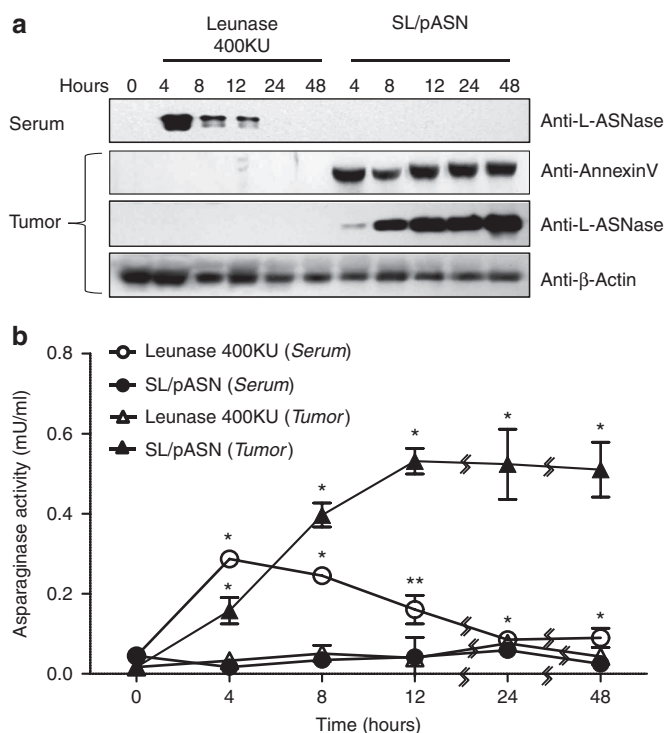 a
Leunase
400KU
SL/pASN
Hours 0 4 8 12 24 48 4 8 12 24 48
Serum
Anti-L-ASNase
Anti-AnnexinV
Tumor
Anti-L-ASNase
Anti-β-Actin
b
Leunase 400KU (Serum)
SL/pASN (Serum)
Leunase 400KU (Tumor)
SL/pASN (Tumor)
Asparaginase activity (mU/ml)
0.8
0.6
0.4
0.2
0.0
* * * * * * * ** * *
0 4 8 12 24 48
Time (hours)